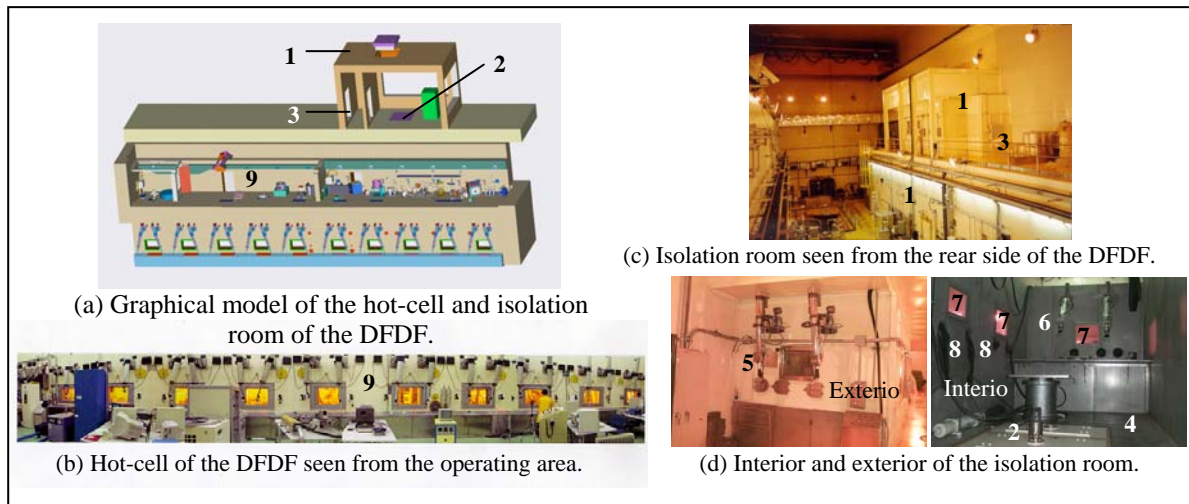 1
2
3
9
(a) Graphical model of the hot-cell and isolation
room of the DFDF.
9
(b) Hot-cell of the DFDF seen from the operating area.
1
3
1
(c) Isolation room seen from the rear side of the DFDF.
5
Exterio
7
7
6
7
8 8
Interio
2
4
(d) Interior and exterior of the isolation room.